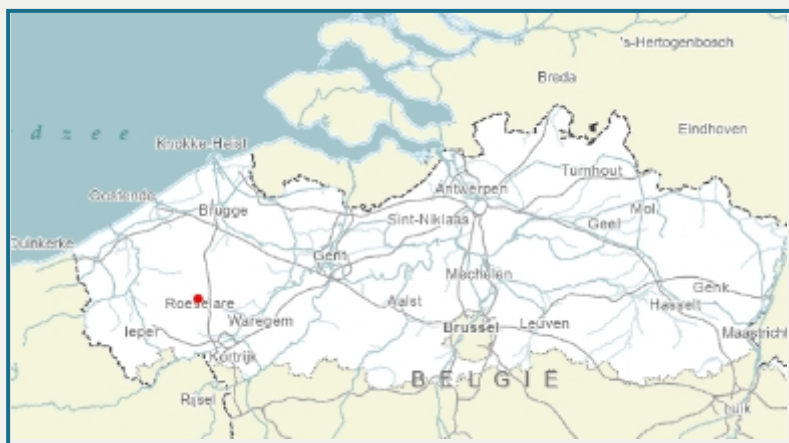 's-Hertogenbosch
Breda
dzee
Eindhoven
Knokke-Heist
Turnhout
Antwerpen
Oostende
Brugge
Mol
Sint-Niklaas
Geel
Duinkerke
Gent
Mechelen
Genk
Roeselare
Aalst
Hasselt
Waregem
Ieper
Brussel
Leuven
Maastricht
Kortrijk
BELGIË
Rijsel
Luik